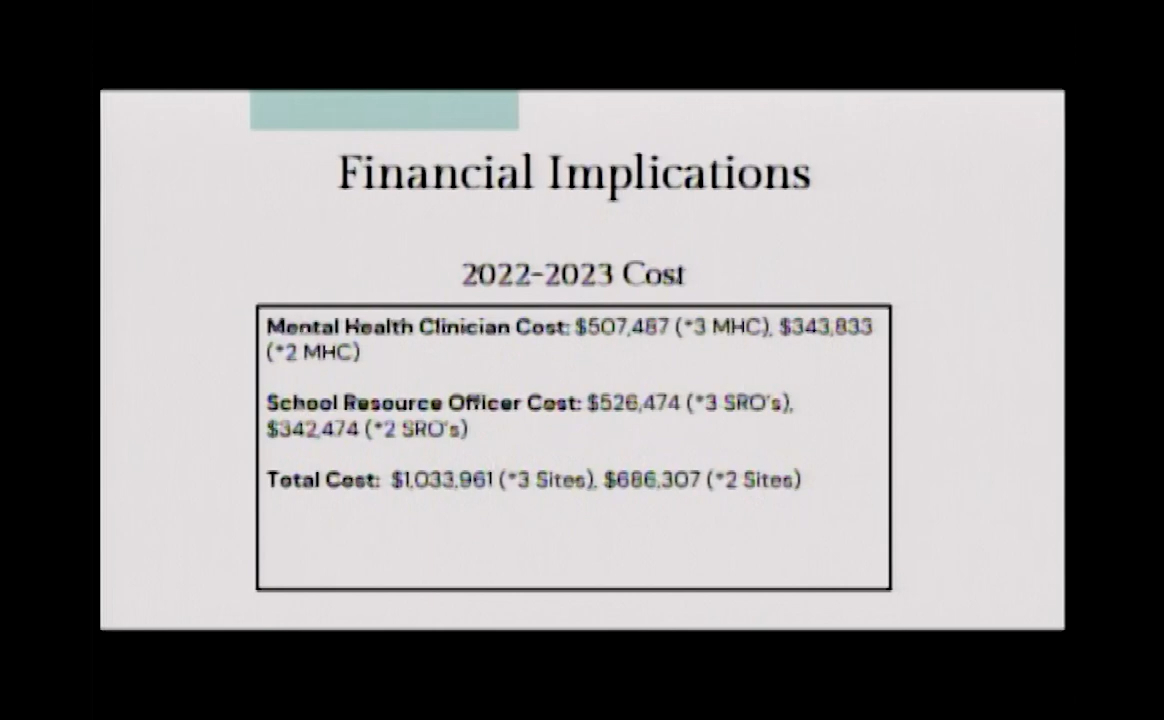 Financial Implications
2022-2023 Cost
Mental Health Clinician Cost: $507,487 (*3 MHC), $343,833
(*2 MHC)
School Resource Officer Cost: $526,474 (*3 SRO's),
$342,474 (*2 SRO's)
Total Cost: $1,033,961 (*3 Sites), $686,307 (*2 Sites)